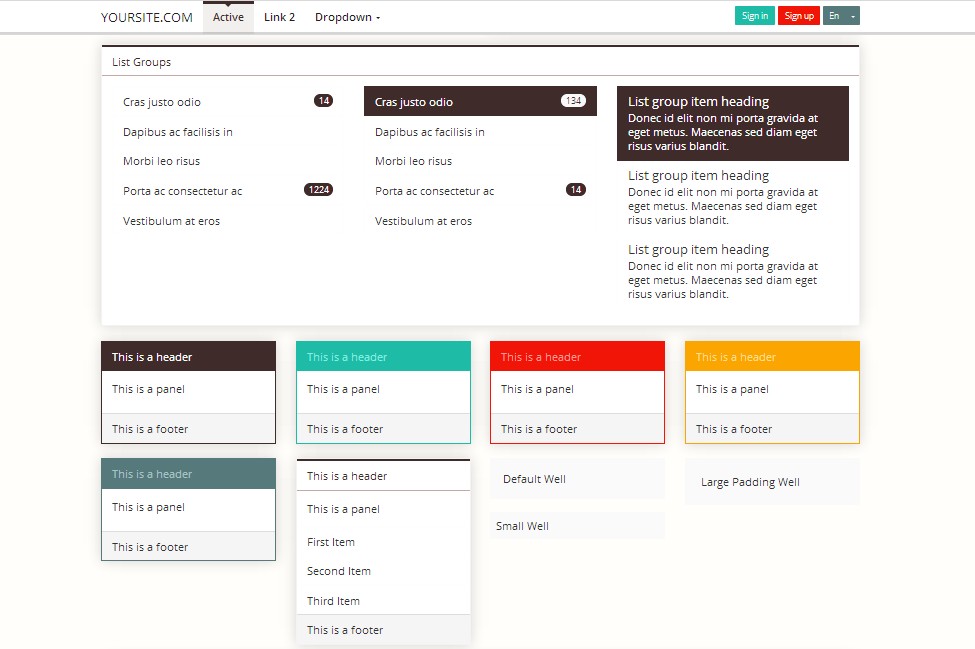 YOURSITE.COM Active Link 2 Dropdown Sign in Sign up En
List Groups
Cras justo odio 14
Dapibus ac facilisis in
Morbi leo risus
Porta ac consectetur ac 1224
Vestibulum at eros
Cras justo odio 134
Dapibus ac facilisis in
Morbi leo risus
Porta ac consectetur ac 14
Vestibulum at eros
List group item heading
Donec id elit non mi porta gravida at
eget metus. Maecenas sed diam eget
risus varius blandit.
List group item heading
Donec id elit non mi porta gravida at
eget metus. Maecenas sed diam eget
risus varius blandit.
List group item heading
Donec id elit non mi porta gravida at
eget metus. Maecenas sed diam eget
risus varius blandit.
This is a header
This is a panel
This is a footer
This is a header
This is a panel
This is a footer
This is a header
This is a panel
This is a footer
This is a header
This is a panel
This is a footer
This is a header
This is a panel
This is a footer
This is a header
This is a panel
First Item
Second Item
Third Item
This is a footer
Default Well
Small Well
Large Padding Well